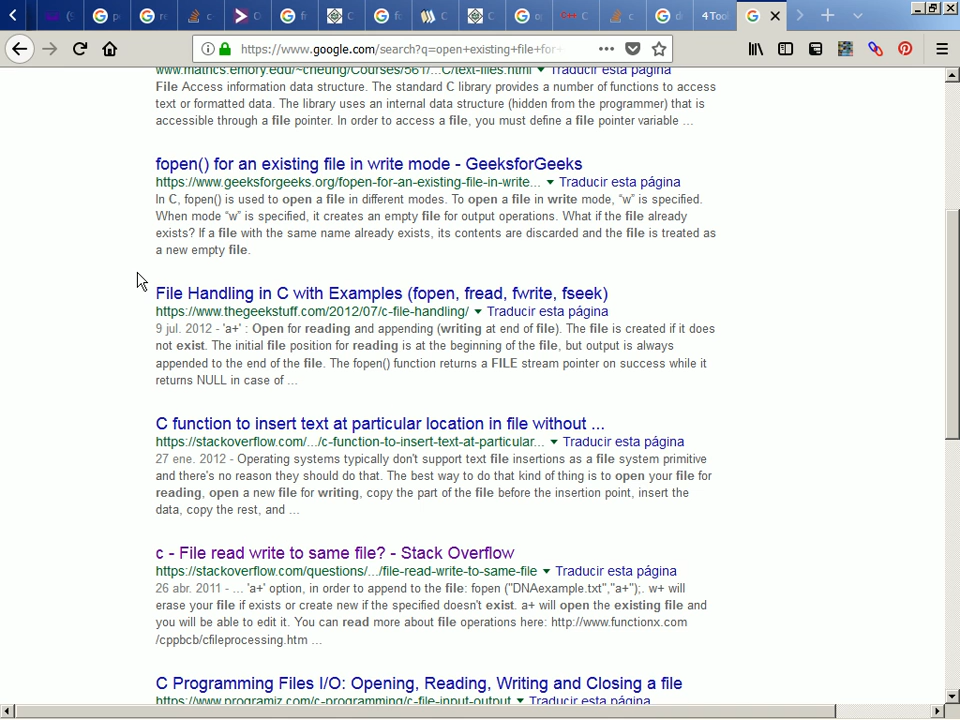 https://www.google.com/search?q=open+existing+file+for+
4 Tool
www.mathcs.emory.edu/~cheung/Courses/561/...C/text-files.html ▼ Traducir esta página
File Access information data structure. The standard C library provides a number of functions to access
text or formatted data. The library uses an internal data structure (hidden from the programmer) that is
accessible through a file pointer. In order to access a file, you must define a file pointer variable ...
fopen() for an existing file in write mode - GeeksforGeeks
https://www.geeksforgeeks.org/fopen-for-an-existing-file-in-write... ▼ Traducir esta página
In C, fopen() is used to open a file in different modes. To open a file in write mode, “w” is specified.
When mode “w” is specified, it creates an empty file for output operations. What if the file already
exists? If a file with the same name already exists, its contents are discarded and the file is treated as
a new empty file.
File Handling in C with Examples (fopen, fread, fwrite, fseek)
https://www.thegeekstuff.com/2012/07/c-file-handling/ ▼ Traducir esta página
9 jul. 2012 - 'a+' : Open for reading and appending (writing at end of file). The file is created if it does
not exist. The initial file position for reading is at the beginning of the file, but output is always
appended to the end of the file. The fopen() function returns a FILE stream pointer on success while it
returns NULL in case of ...
C function to insert text at particular location in file without ...
https://stackoverflow.com/.../c-function-to-insert-text-at-particular... ▼ Traducir esta página
27 ene. 2012 - Operating systems typically don't support text file insertions as a file system primitive
and there's no reason they should do that. The best way to do that kind of thing is to open your file for
reading, open a new file for writing, copy the part of the file before the insertion point, insert the
data, copy the rest, and ...
c - File read write to same file? - Stack Overflow
https://stackoverflow.com/questions/.../file-read-write-to-same-file ▼ Traducir esta página
26 abr. 2011 - ... 'a+' option, in order to append to the file: fopen ("DNAexample.txt","a+");. w+ will
erase your file if exists or create new if the specified doesn't exist. a+ will open the existing file and
you will be able to edit it. You can read more about file operations here: http://www.functionx.com
/cppbcb/cfileprocessing.htm ...
C Programming Files I/O: Opening, Reading, Writing and Closing a file
https://www.programiz.com/c-programming/c-file-input-output ▼ Traducir esta página